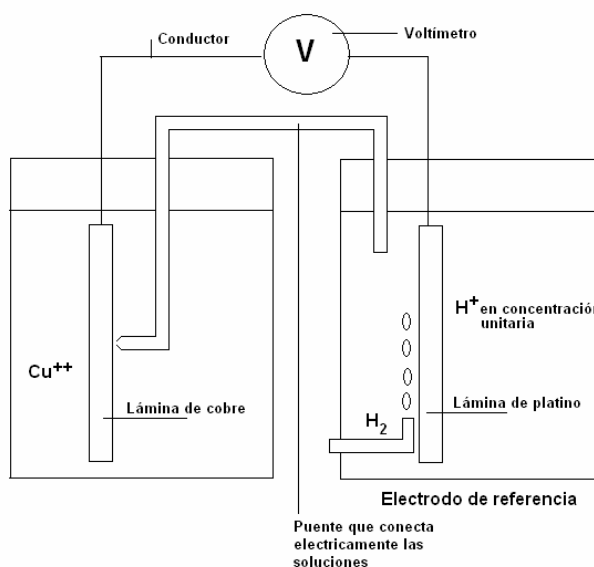 Conductor
V
Voltímetro
Cu++
Lámina de cobre
H+ en concentración
unitaria
Lámina de platino
H2
Electrodo de referencia
Puente que conecta
electricamente las
soluciones